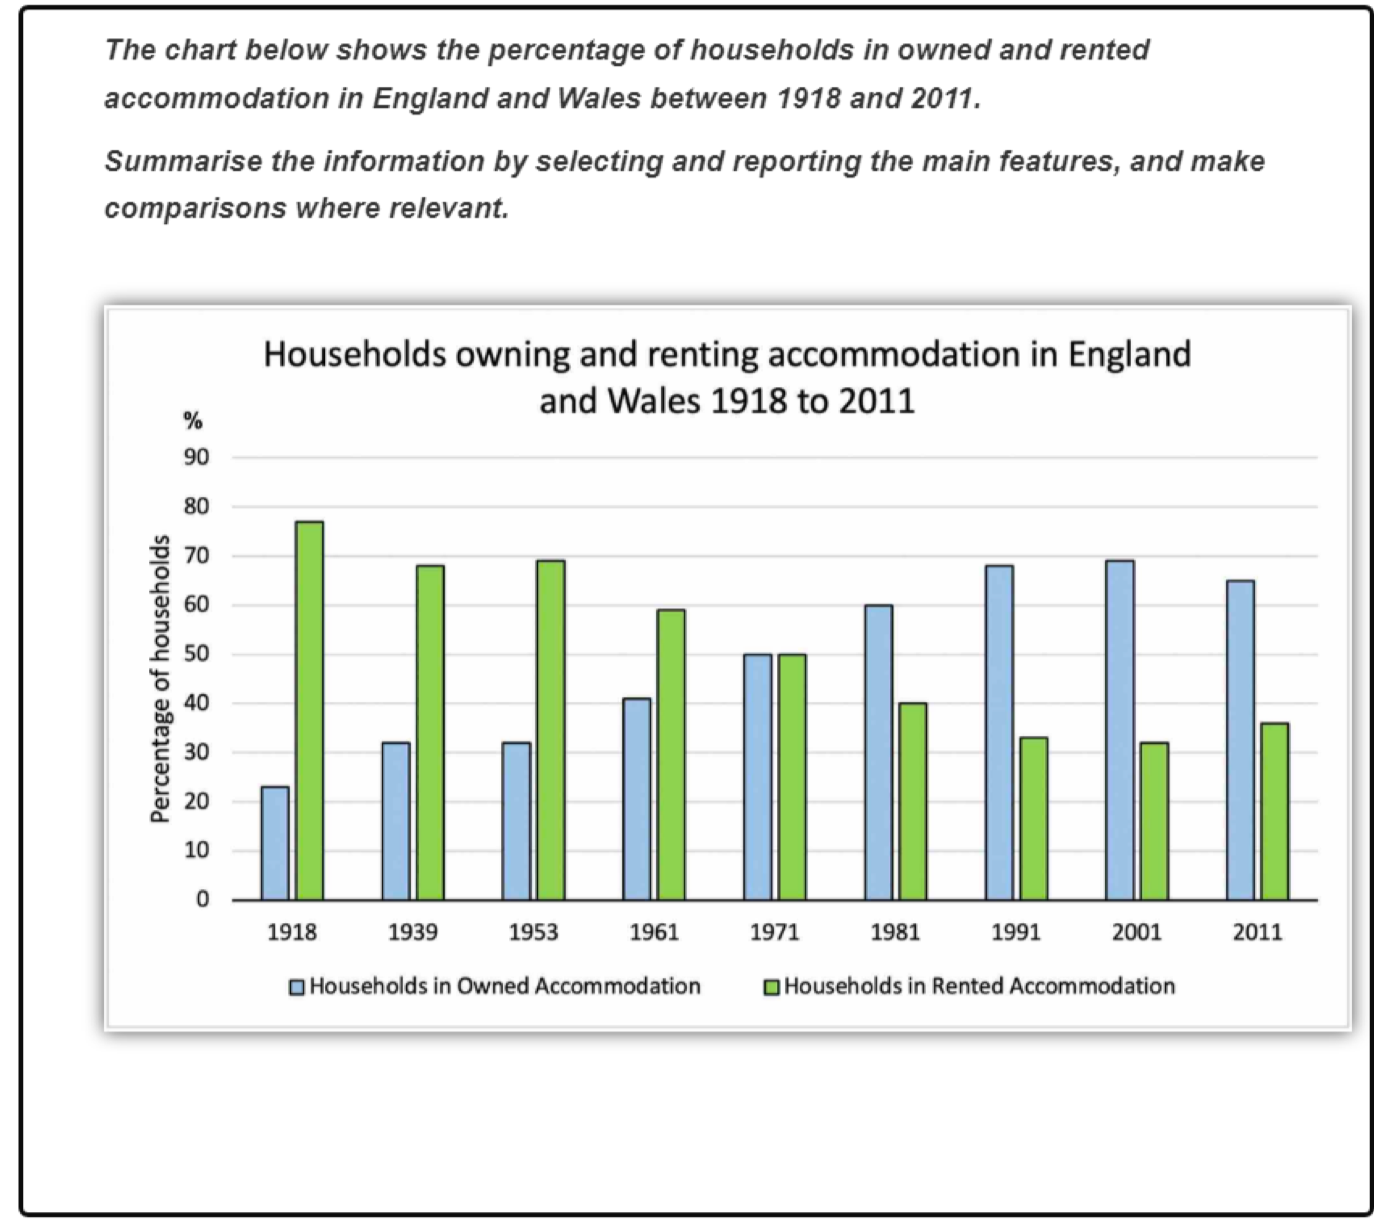 The chart below shows the percentage of households in owned and rented
accommodation in England and Wales between 1918 and 2011.
Summarise the information by selecting and reporting the main features, and make
comparisons where relevant.
Households owning and renting accommodation in England
and Wales 1918 to 2011
%
90
80
70
60
50
40
30
20
10
0
Percentage of households
1918 1939 1953 1961 1971 1981 1991 2001 2011
Households in Owned Accommodation Households in Rented Accommodation